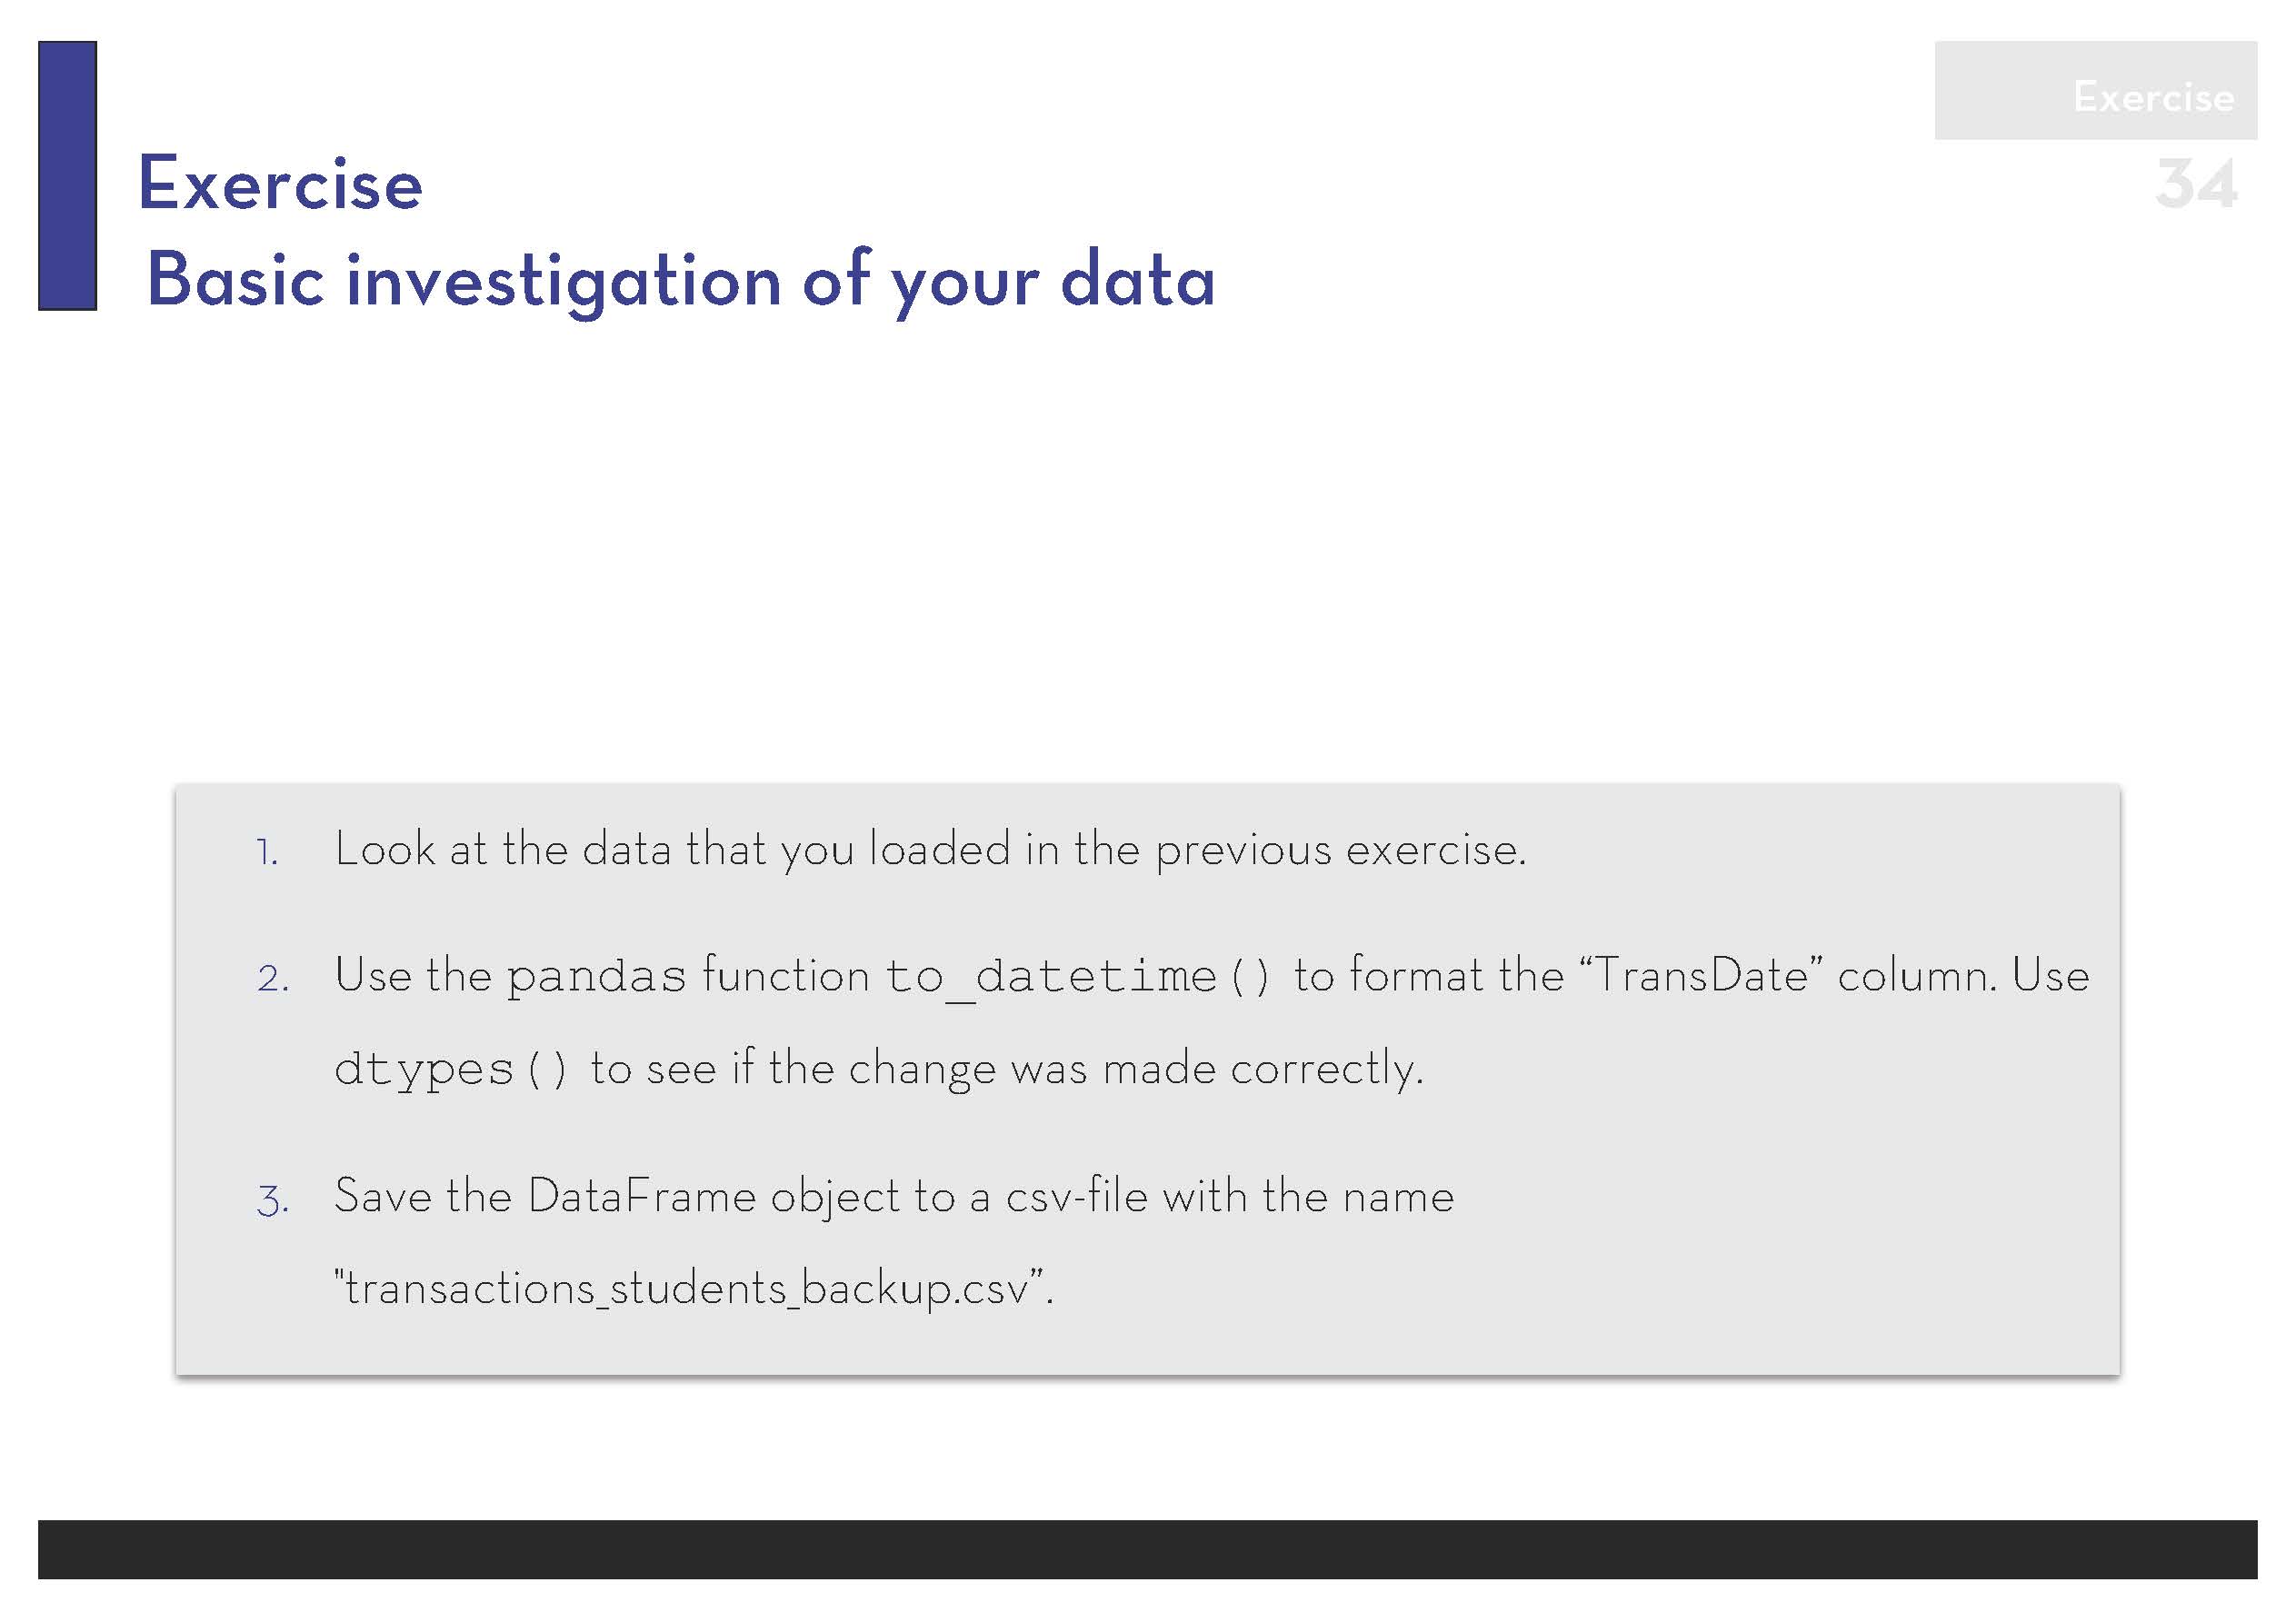 Exercise
34
Exercise
Basic investigation of your data
1. Look at the data that you loaded in the previous exercise.
2. Use the pandas function to_datetime() to format the “TransDate” column. Use
dtypes() to see if the change was made correctly.
3. Save the DataFrame object to a csv-file with the name
"transactions_students_backup.csv”.